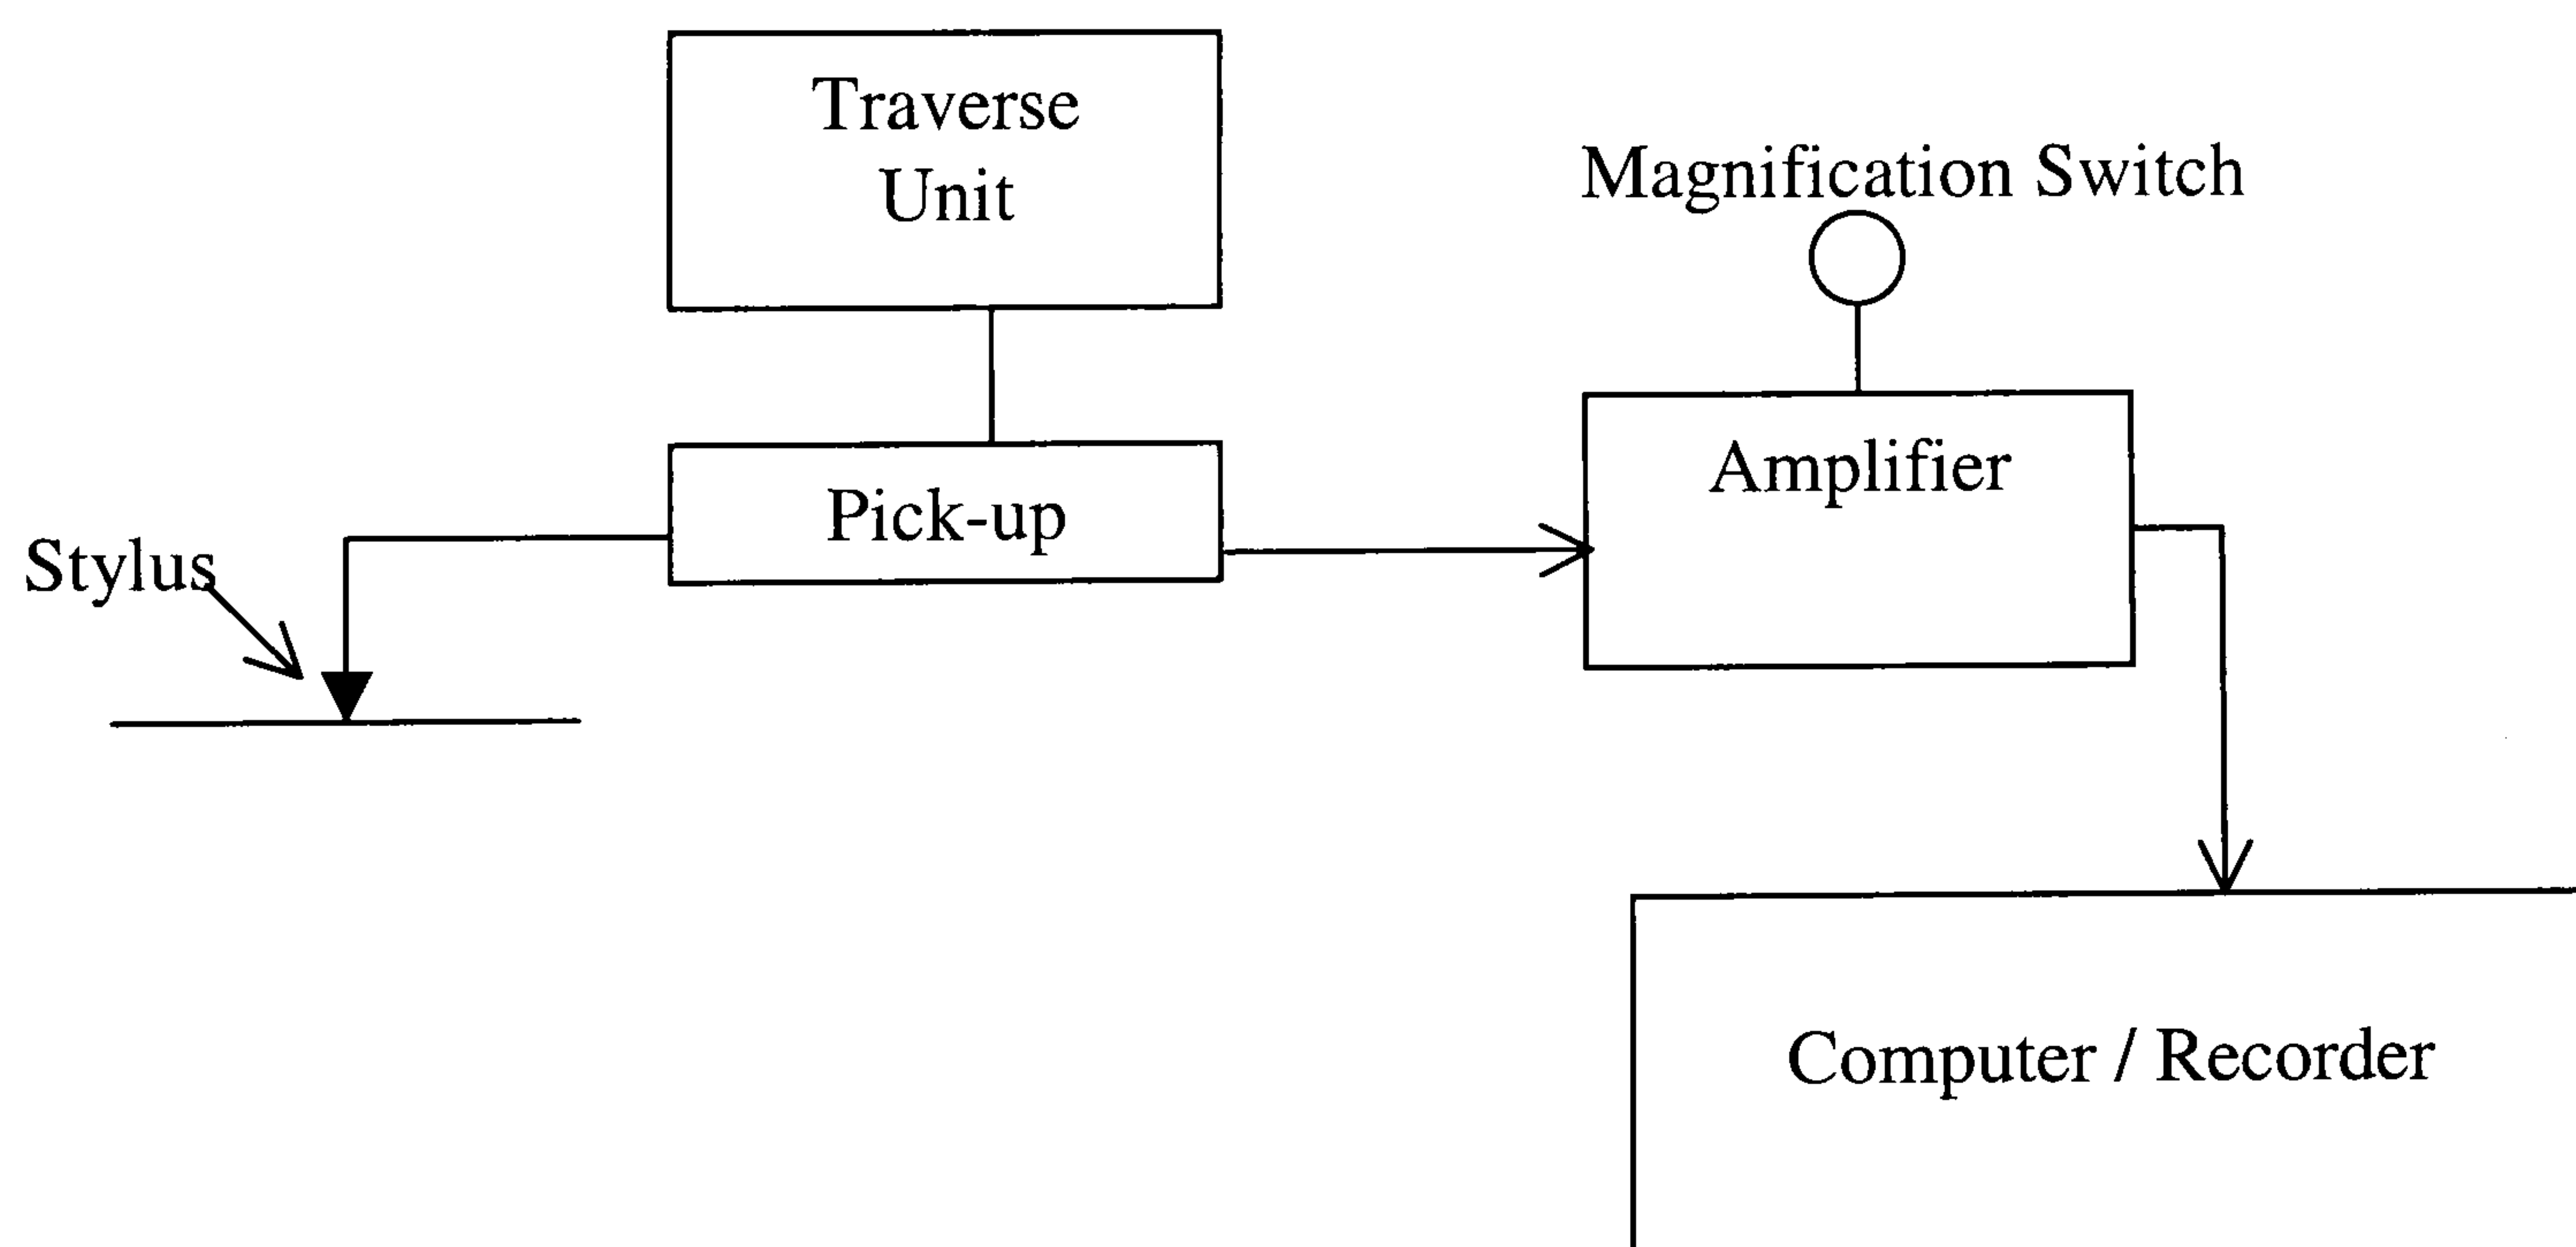 Traverse
Unit
Magnification Switch
Amplifier
Pick-up
Stylus
Computer / Recorder